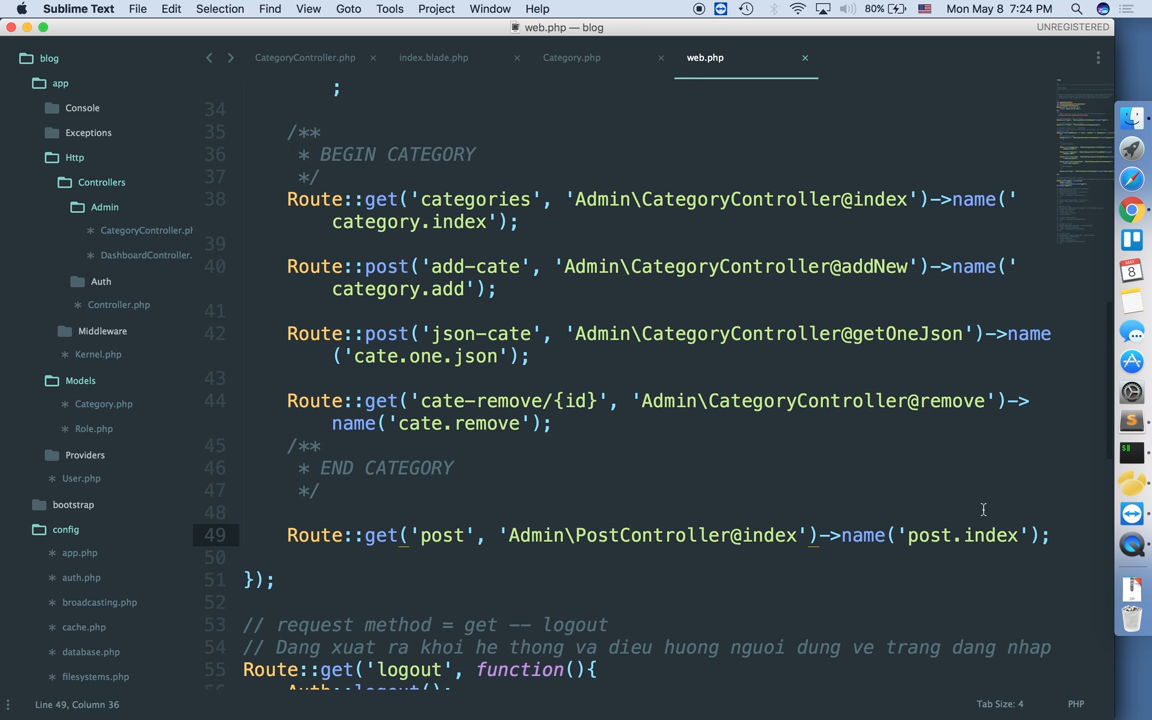 Sublime Text File Edit Selection Find View Goto Tools Project Window Help 80% Mon May 8 7:24 PM
web.php — blog UNREGISTERED
blog
app
Console
Exceptions
Http
Controllers
Admin
CategoryController.pl
DashboardController.
Auth
Controller.php
Middleware
Kernel.php
Models
Category.php
Role.php
Providers
User.php
bootstrap
config
app.php
auth.php
broadcasting.php
cache.php
database.php
filesystems.php
CategoryController.php × index.blade.php × Category.php × web.php ×
;
34
35 /**
36 * BEGIN CATEGORY
37 */
38 Route::get('categories', 'Admin\CategoryController@index')->name('
category.index');
39
40 Route::post('add-cate', 'Admin\CategoryController@addNew')->name('
category.add');
41
42 Route::post('json-cate', 'Admin\CategoryController@getOneJson')->name
('cate.one.json');
43
44 Route::get('cate-remove/{id}', 'Admin\CategoryController@remove')->
name('cate.remove');
45 /**
46 * END CATEGORY
47 */
48
49 Route::get('post', 'Admin\PostController@index')->name('post.index');
50
51 });
52
53 // request method = get -- logout
54 // Dang xuat ra khoi he thong va dieu huong nguoi dung ve trang dang nhap
55 Route::get('logout', function(){
56 Auth::logout();
Line 49, Column 36 Tab Size: 4 PHP